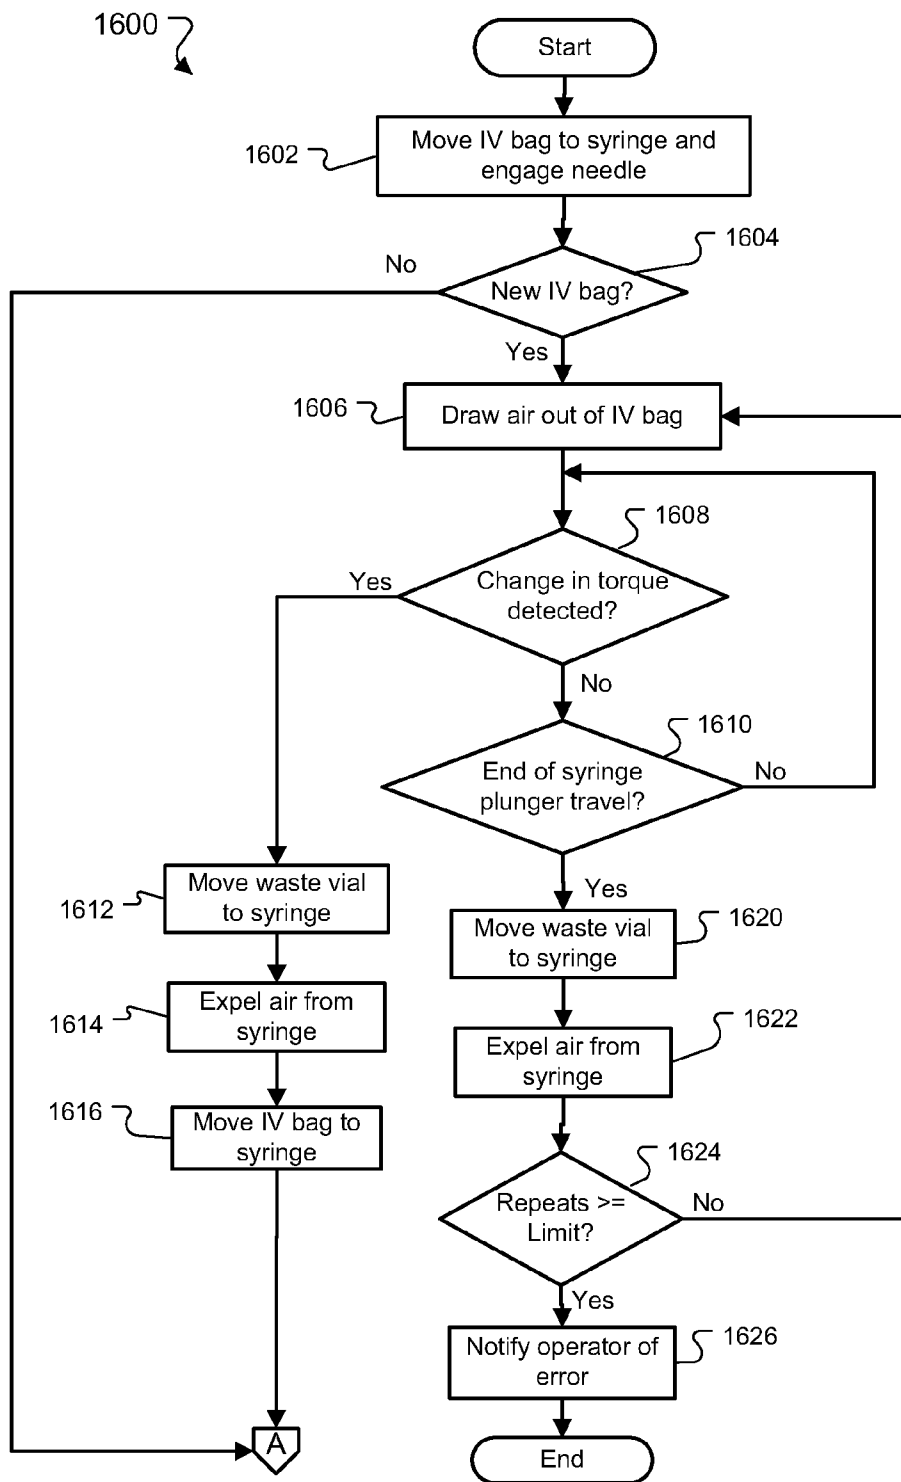 1600
Start
1602
Move IV bag to syringe and
engage needle
1604
No
New IV bag?
Yes
1606
Draw air out of IV bag
1608
Yes
Change in torque
detected?
No
1610
End of syringe
plunger travel?
No
Yes
1612
Move waste vial
to syringe
1620
Move waste vial
to syringe
1614
Expel air from
syringe
1622
Expel air from
syringe
1616
Move IV bag to
syringe
1624
Repeats >=
Limit?
No
Yes
1626
Notify operator of
error
A
End